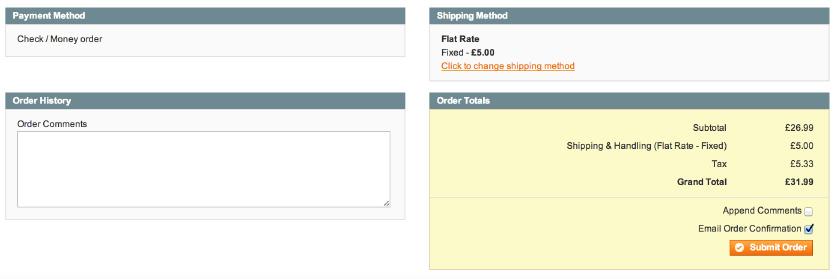 Payment Method
Check / Money order
Shipping Method
Flat Rate
Fixed - £5.00
Click to change shipping method
Order History
Order Comments
Order Totals
Subtotal £26.99
Shipping & Handling (Flat Rate - Fixed) £5.00
Tax £5.33
Grand Total £31.99
Append Comments
Email Order Confirmation
Submit Order